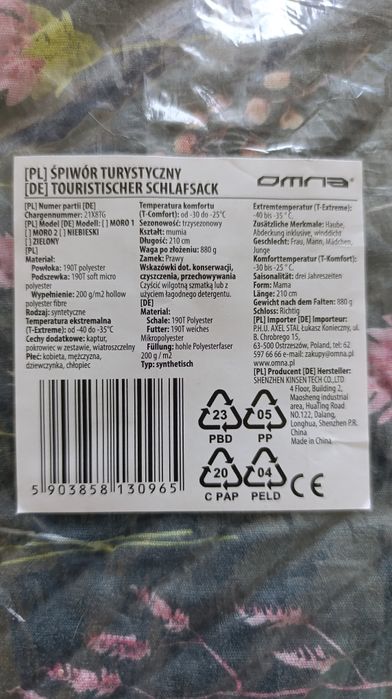 [PL] ŚPIWÓR TURYSTYCZNY
[DE] TOURISTISCHER SCHLAFSACK
omna
[PL] Numer partii [DE]
Chargennummer: 21X87G
[PL] Model [DE] Modell: [ ] MORO 1
[ ] MORO 2 [ ] NIEBIESKI
[ ] ZIELONY
[PL]
Materiał:
Powłoka: 190T polyester
Podszewka: 190T soft micro
polyester
Wypełnienie: 200 g/m2 hollow
polyester fibre
Rodzaj: syntetyczny
Temperatura ekstremalna
(T-Extreme): od -40 do -35°C
Cechy dodatkowe: kaptur,
pokrowiec w zestawie, wiatroszczelny
Płeć: kobieta, mężczyzna,
dziewczynka, chłopiec
Temperatura komfortu
(T-Comfort): od -30 do -25°C
Sezonowość: trzysezonowy
Kształt: mumia
Długość: 210 cm
Waga po złożeniu: 880 g
Zamek: Prawy
Wskazówki dot. konserwacji,
czyszczenia, przechowywania
Czyścić wilgotną szmatką lub z
użyciem łagodnego detergentu.
[DE]
Material:
Schale: 190T Polyester
Futter: 190T weiches
Mikropolyester
Füllung: hohle Polyesterfaser
200 g / m2
Typ: synthetisch
Extremtemperatur (T-Extreme):
-40 bis -35 °C.
Zusätzliche Merkmale: Haube,
Abdeckung inklusive, winddicht
Geschlecht: Frau, Mann, Mädchen,
Junge
Komforttemperatur (T-Komfort):
-30 bis -25 ° C.
Saisonalität: drei Jahreszeiten
Form: Mama
Länge: 210 cm
Gewicht nach dem Falten: 880 g
Schloss: Richtig
[PL] Importer [DE] Importeur:
P.H.U. AXEL STAL Łukasz Konieczny, ul.
B. Chrobrego 15,
63-500 Ostrzeszów, Poland, tel.: 62
597 66 66 e-mail: zakupy@omna.pl,
www.omna.pl
[PL] Producent [DE] Hersteller:
SHENZHEN KINSEN TECH CO.,LTD
4 Floor, Building 2,
Maosheng industrial
area, HuaTing Road
NO.122, Dalang,
Longhua, Shenzhen P.R.
China
Made in China
23
PBD
05
PP
20
C PAP
04
PELD
CE
5 903858 130965